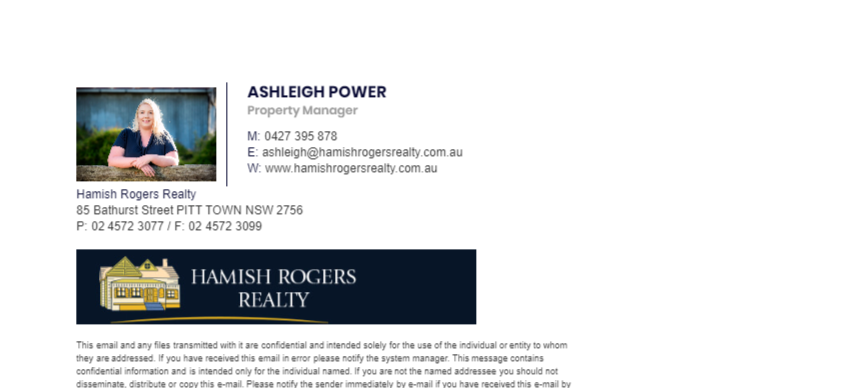 ASHLEIGH POWER
Property Manager
M: 0427 395 878
E: ashleigh@hamishrogersrealty.com.au
W: www.hamishrogersrealty.com.au
Hamish Rogers Realty
85 Bathurst Street PITT TOWN NSW 2756
P: 02 4572 3077 / F: 02 4572 3099
HAMISH ROGERS
REALTY
This email and any files transmitted with it are confidential and intended solely for the use of the individual or entity to whom
they are addressed. If you have received this email in error please notify the system manager. This message contains
confidential information and is intended only for the individual named. If you are not the named addressee you should not
disseminate, distribute or copy this e-mail. Please notify the sender immediately by e-mail if you have received this e-mail by